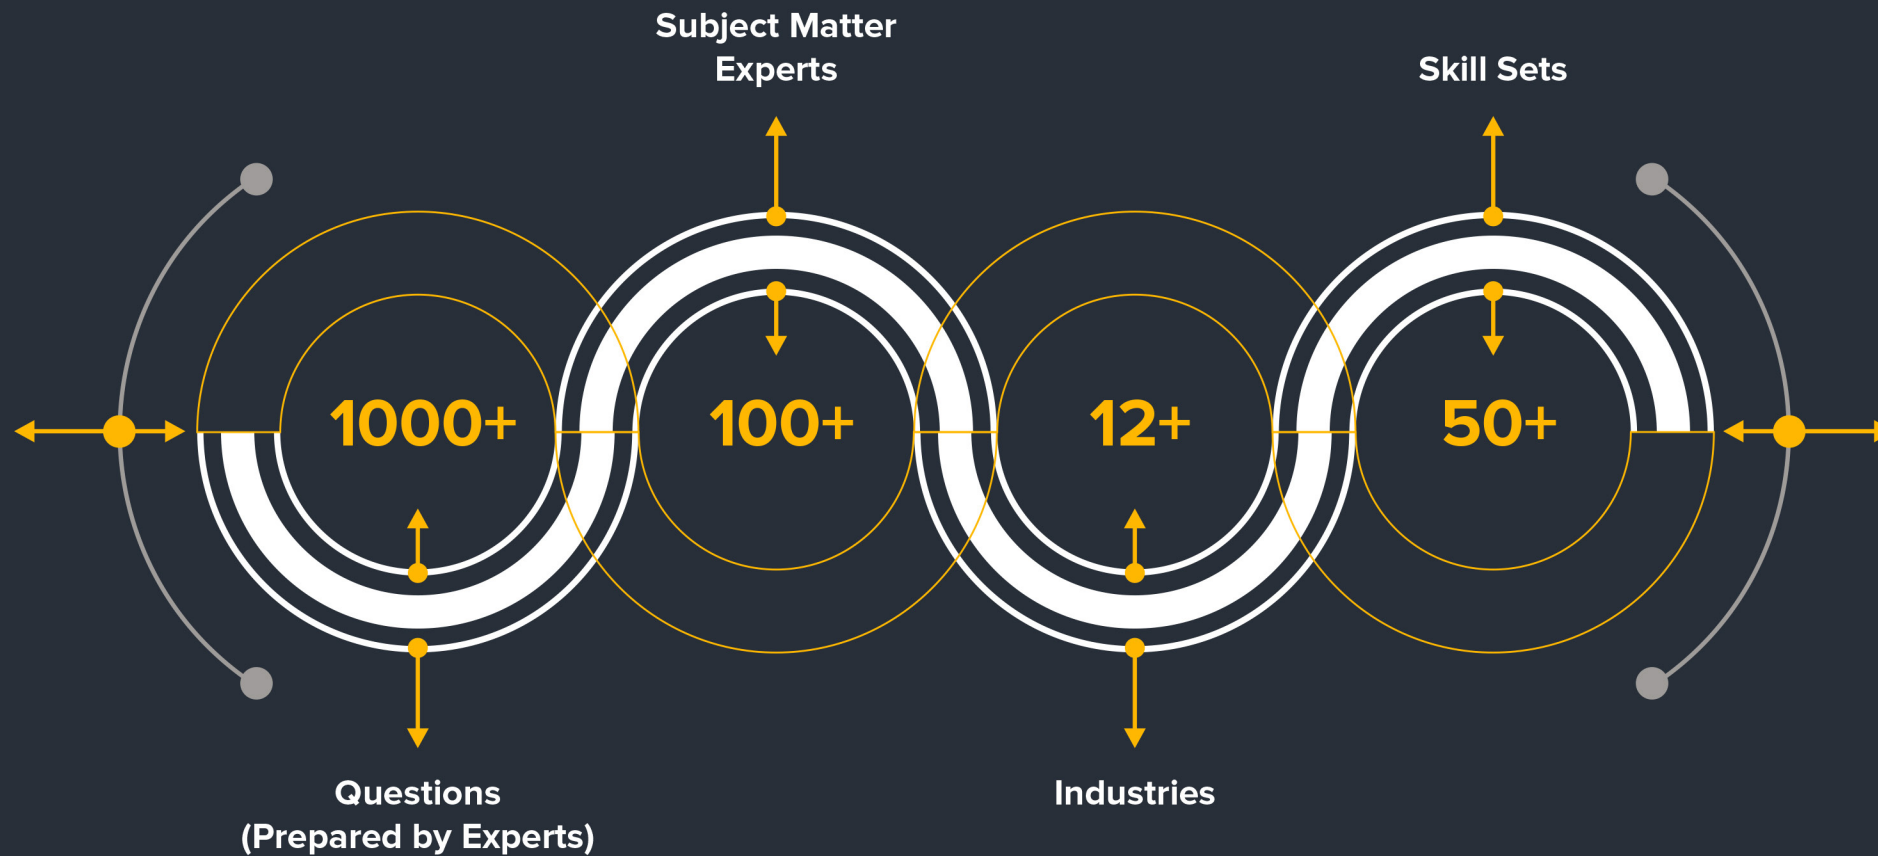 Subject Matter
Experts
Skill Sets
1000+
100+
12+
50+
Questions
(Prepared by Experts)
Industries